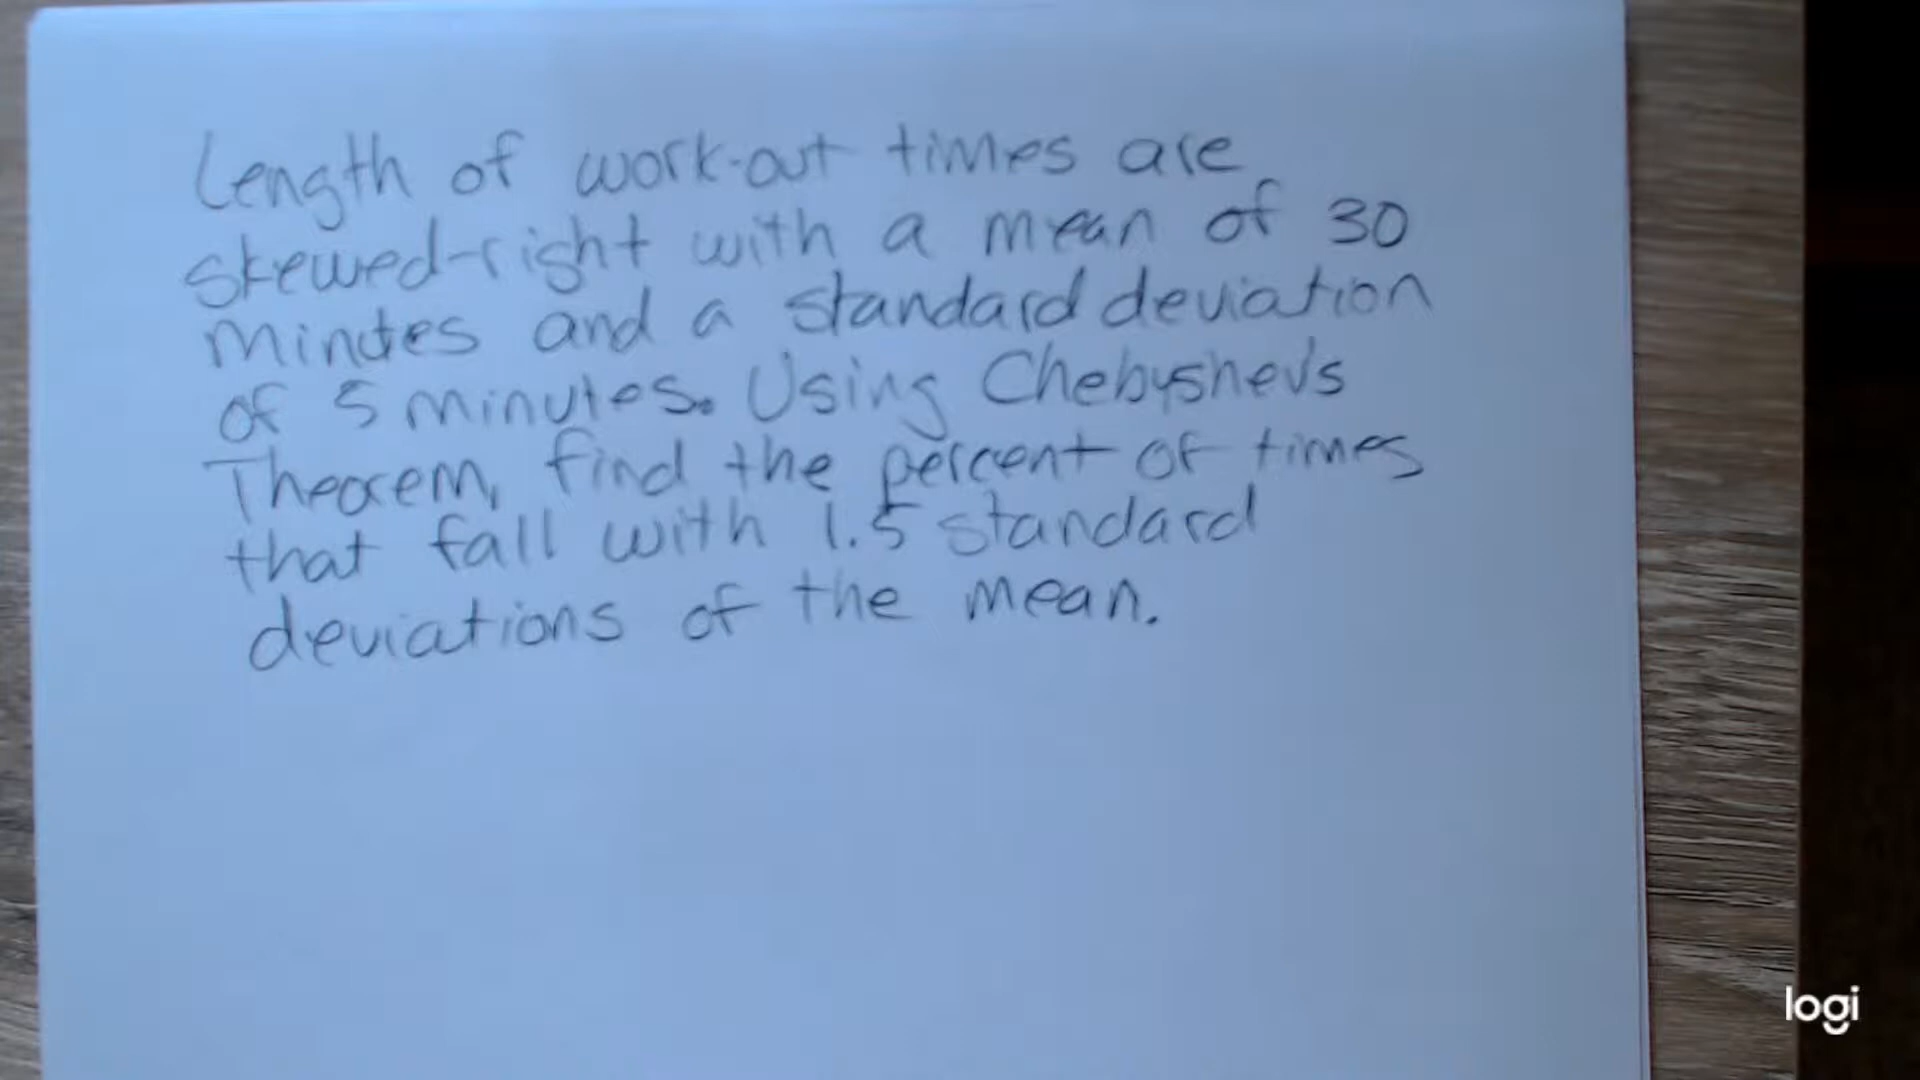 Length of work-out times are
skewed-right with a mean of 30
minutes and a standard deviation
of 5 minutes. Using Chebyshev's
Theorem, find the percent of times
that fall with 1.5 standard
deviations of the mean.
logi